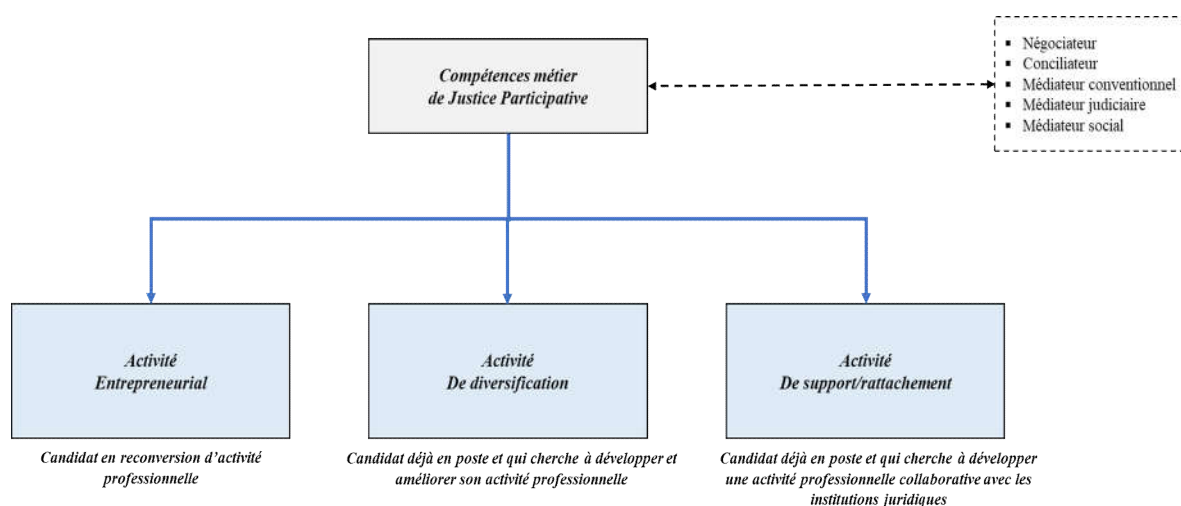 Compétences métier
de Justice Participative
▪ Négociateur
▪ Conciliateur
▪ Médiateur conventionnel
▪ Médiateur judiciaire
▪ Médiateur social
Activité
Entrepreneurial
Activité
De diversification
Activité
De support/rattachement
Candidat en reconversion d’activité
professionnelle
Candidat déjà en poste et qui cherche à développer et
améliorer son activité professionnelle
Candidat déjà en poste et qui cherche à développer
une activité professionnelle collaborative avec les
institutions juridiques